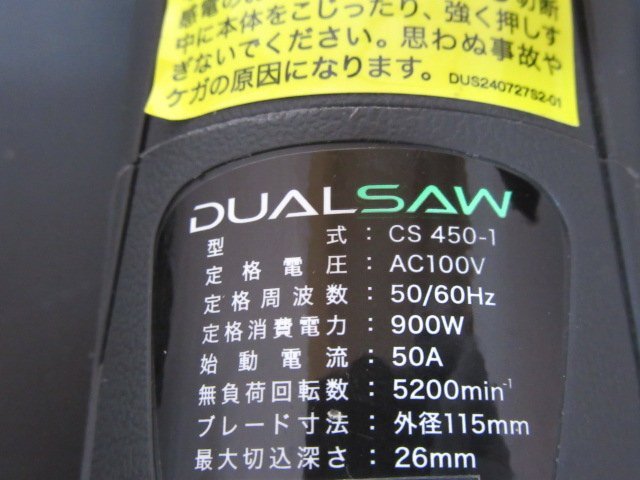 中に本体をこじったり、強く押しす
ぎないでください。思わぬ事故や
ケガの原因になります。 DUS240727S2-01
DUALSAW
型式：CS 450-1
定格電圧：AC100V
定格周波数：50/60Hz
定格消費電力：900W
始動電流：50A
無負荷回転数：5200min⁻¹
ブレード寸法：外径115mm
最大切込深さ：26mm